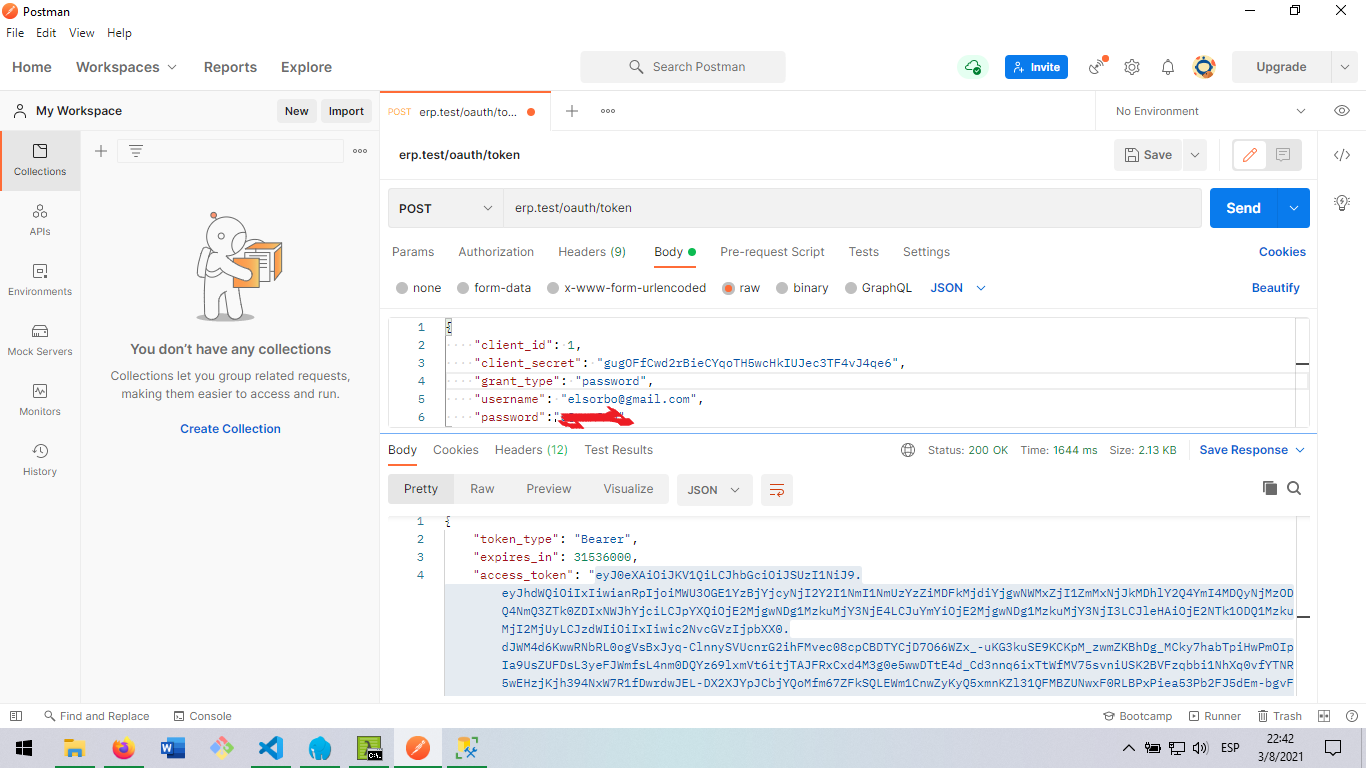 Postman
File Edit View Help
Home Workspaces Reports Explore Search Postman Invite Upgrade
My Workspace New Import POST erp.test/oauth/to... No Environment
erp.test/oauth/token Save
Collections
APIs
Environments
Mock Servers
Monitors
History
You don't have any collections
Collections let you group related requests,
making them easier to access and run.
Create Collection
POST erp.test/oauth/token Send
Params Authorization Headers (9) Body Pre-request Script Tests Settings Cookies
none form-data x-www-form-urlencoded raw binary GraphQL JSON Beautify
1 {
2 "client_id": 1,
3 "client_secret": "gugOFfCwd2rBieCYqoTH5wcHkIUJec3TF4vJ4qe6",
4 "grant_type": "password",
5 "username": "elsorbo@gmail.com",
6 "password":"
Body Cookies Headers (12) Test Results Status: 200 OK Time: 1644 ms Size: 2.13 KB Save Response
Pretty Raw Preview Visualize JSON
1 {
2 "token_type": "Bearer",
3 "expires_in": 31536000,
4 "access_token": "eyJ0eXAiOiJKV1QiLCJhbGciOiJSUzI1NiJ9.
eyJhdWQiOiIxIiwianRpIjoiMWU3OGE1YzBjYjcyNjI2Y2I1NmI1NmUzYzZiMDFkMjdiYjgwNWMxZjI1ZmMxNjJkMDhlY2Q4YmI4MDQyNjMzOD
Q4NmQ3ZTk0ZDIxNWJhYjciLCJpYXQiOjE2MjgwNDg1MzkuMjY3NjE4LCJuYmYiOjE2MjgwNDg1MzkuMjY3NjI3LCJleHAiOjE2NTk1ODQ1Mzku
MjI2MjUyLCJzdWIiOiIxIiwic2NvcGVzIjpbXX0.
dJWM4d6KwwRNbRL0ogVsBxJyq-ClnnySVUcnrG2ihFMvec08cpCBDTYCjD7O66WZx_-uKG3kuSE9KCKpM_zwmZKBhDg_MCky7habTpiHwPmOIp
Ia9UsZUFDsL3yeFJWmfsL4nm0DQYz69lxmVt6itjTAJFRxCxd4M3g0e5wwDTtE4d_Cd3nnq6ixTtWfMV75svniUSK2BVFzqbbi1NhXq0vfYTNR
5wEHzjKjh394NxW7R1fDwrdwJEL-DX2XJYpJCbjYQoMfm67ZFkSQLEWm1CnwZyKyQ5xmnKZl31QFMBZUNwxF0RLBPxPiea53Pb2FJ5dEm-bgvF
Find and Replace Console Bootcamp Runner Trash
ESP 22:42
3/8/2021